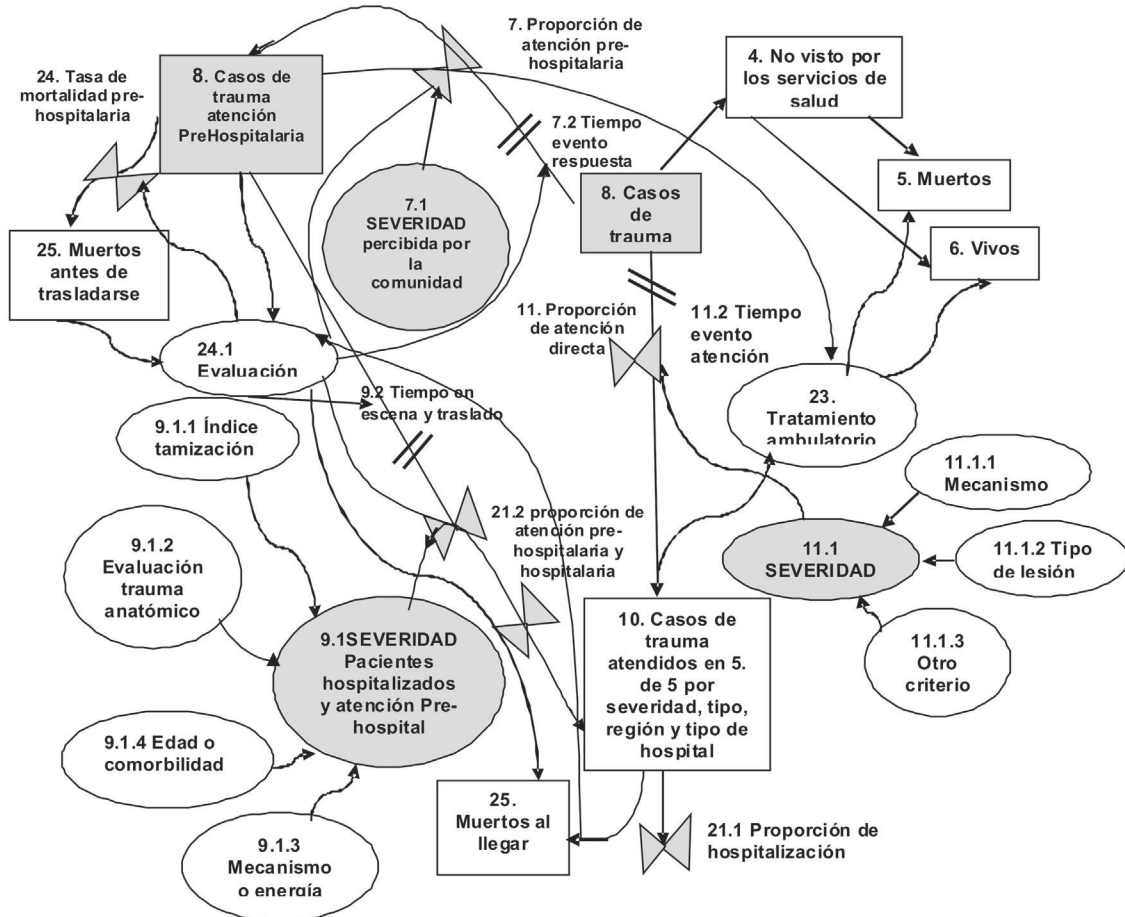 7. Proporción de
atención pre-
hospitalaria
24. Tasa de
mortalidad pre-
hospitalaria
8. Casos de
trauma
atención
PreHospitalaria
4. No visto por
los servicios de
salud
7.2 Tiempo
evento
respuesta
5. Muertos
8. Casos
de
trauma
7.1
SEVERIDAD
percibida por
la
comunidad
6. Vivos
25. Muertos
antes de
trasladarse
11. Proporción
de atención
directa
11.2 Tiempo
evento
atención
24.1
Evaluación
9.2 Tiempo en
escena y traslado
23.
Tratamiento
ambulatorio
9.1.1 Índice
tamización
11.1.1
Mecanismo
21.2 proporción
de atención pre-
hospitalaria y
hospitalaria
9.1.2
Evaluación
trauma
anatómico
11.1
SEVERIDAD
11.1.2 Tipo
de lesión
9.1SEVERIDAD
Pacientes
hospitalizados
y atención Pre-
hospital
10. Casos de
trauma
atendidos en 5.
de 5 por
severidad, tipo,
región y tipo de
hospital
11.1.3
Otro
criterio
9.1.4 Edad o
comorbilidad
25.
Muertos al
llegar
21.1 Proporción de
hospitalización
9.1.3
Mecanismo
o energía